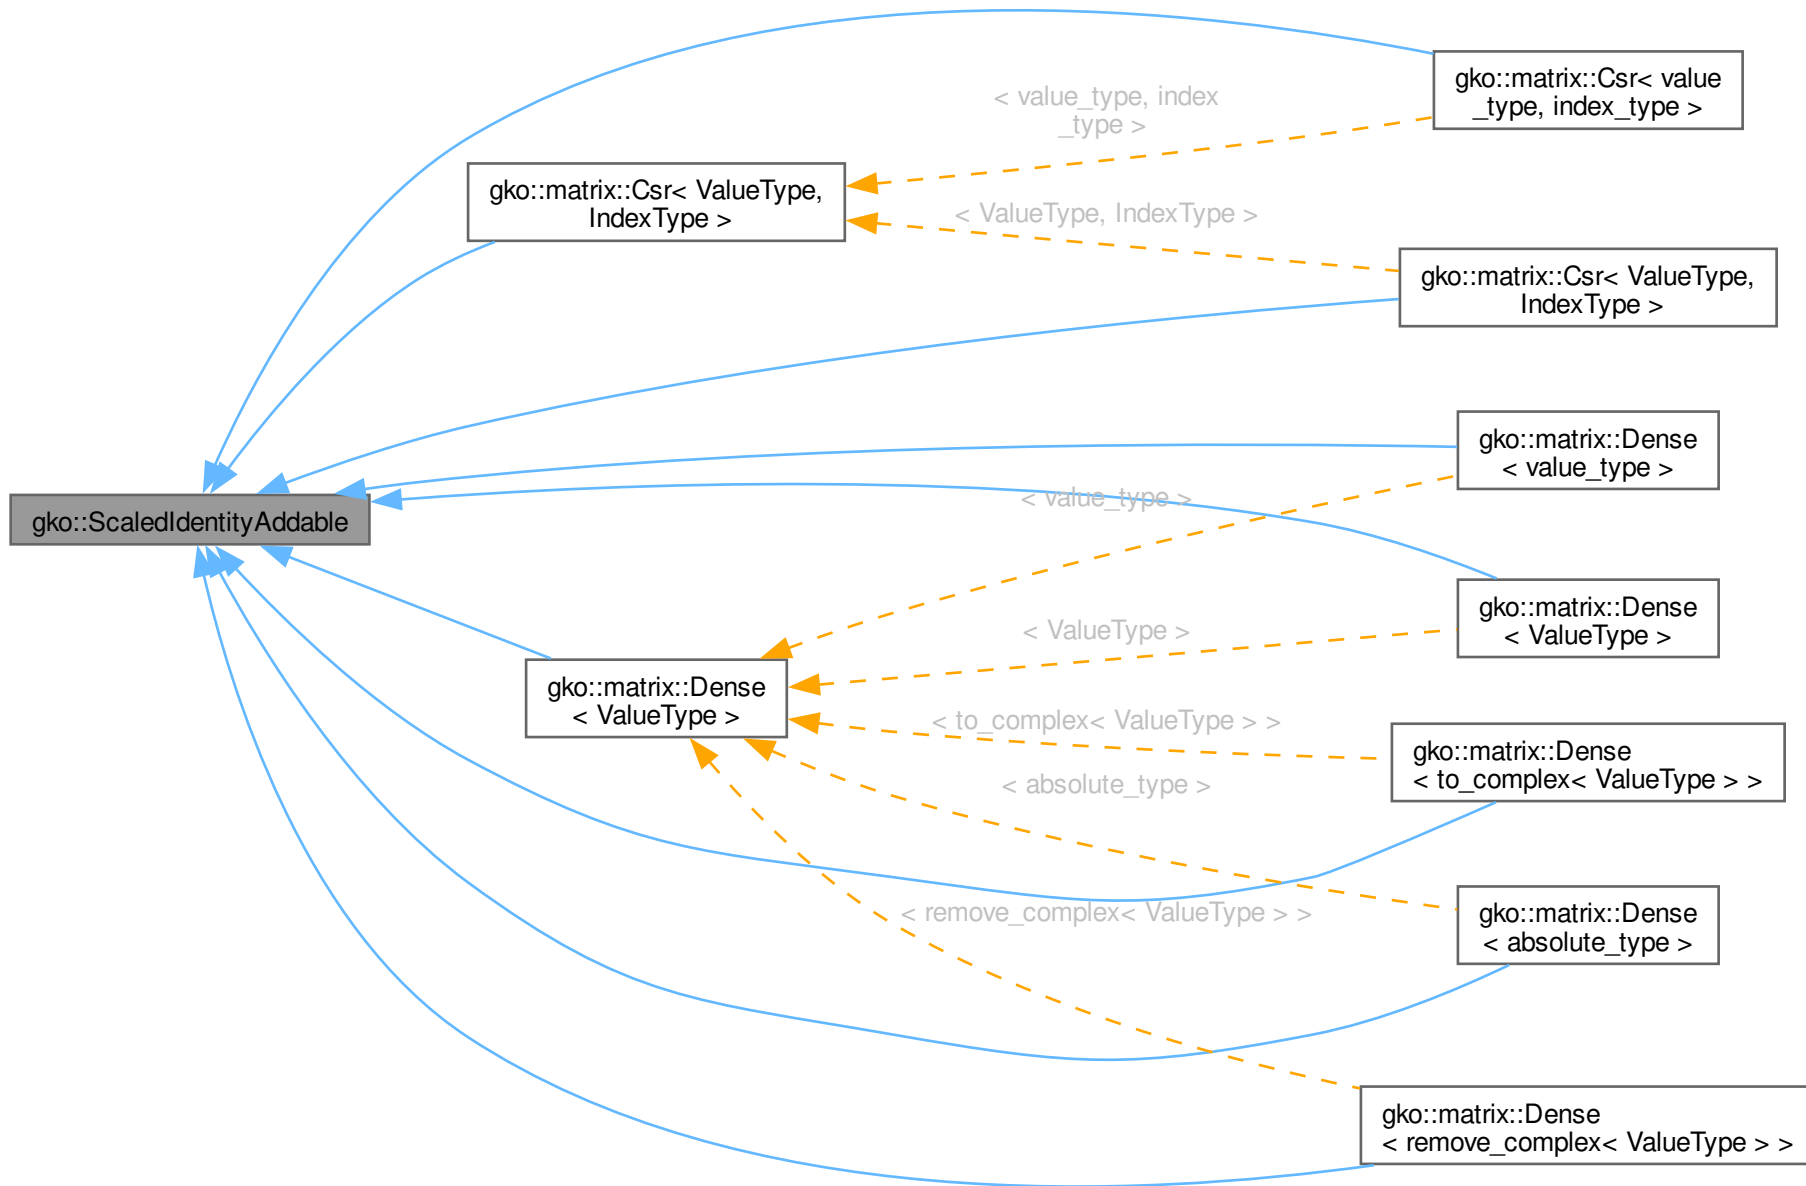 gko::ScaledIdentityAddable
gko::matrix::Csr< ValueType,
IndexType >
gko::matrix::Dense
< ValueType >
< value_type, index
_type >
< ValueType, IndexType >
< value_type >
< ValueType >
< to_complex< ValueType > >
< absolute_type >
< remove_complex< ValueType > >
gko::matrix::Csr< value
_type, index_type >
gko::matrix::Csr< ValueType,
IndexType >
gko::matrix::Dense
< value_type >
gko::matrix::Dense
< ValueType >
gko::matrix::Dense
< to_complex< ValueType > >
gko::matrix::Dense
< absolute_type >
gko::matrix::Dense
< remove_complex< ValueType > >